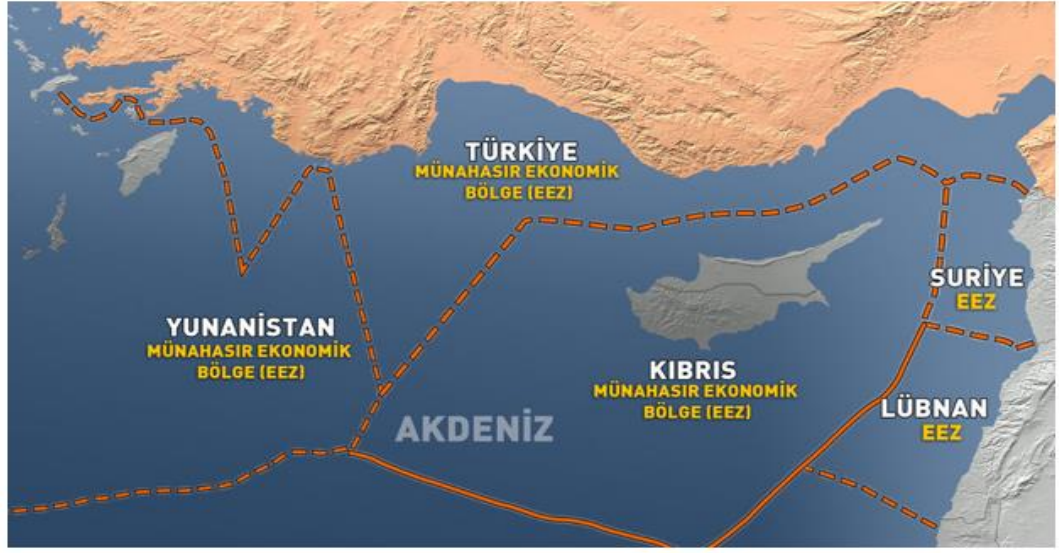 TÜRKİYE
MÜNAHASIR EKONOMİK
BÖLGE (EEZ)
SURİYE
EEZ
YUNANİSTAN
MÜNAHASIR EKONOMİK
BÖLGE (EEZ)
KIBRIS
MÜNAHASIR EKONOMİK
BÖLGE (EEZ)
LÜBNAN
EEZ
AKDENİZ